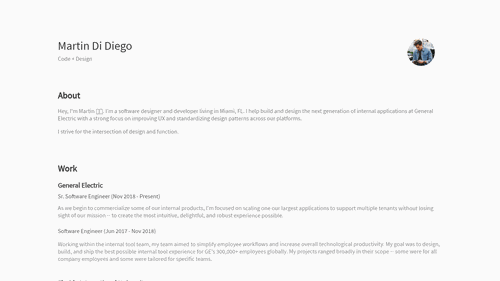 Martin Di Diego
Code + Design
About
Hey, I'm Martin I'm a software designer and developer living in Miami, FL. I help build and design the next generation of internal applications at General
Electric with a strong focus on improving UX and standardizing design patterns across our platforms.
I strive for the intersection of design and function.
Work
General Electric
Sr. Software Engineer (Nov 2018 - Present)
As we begin to commercialize some of our internal products, I'm focused on scaling one our largest applications to support multiple tenants without losing
sight of our mission – to create the most intuitive, delightful, and robust experience possible.
Software Engineer (Jun 2017 - Nov 2018)
Working within the internal tool team, my team aimed to simplify employee workflows and increase overall technological productivity. My goal was to design,
build, and ship the best possible internal tool experience for GE's 300,000+ employees globally. My projects ranged broadly in their scope – some were for all
company employees and some were tailored for specific teams.